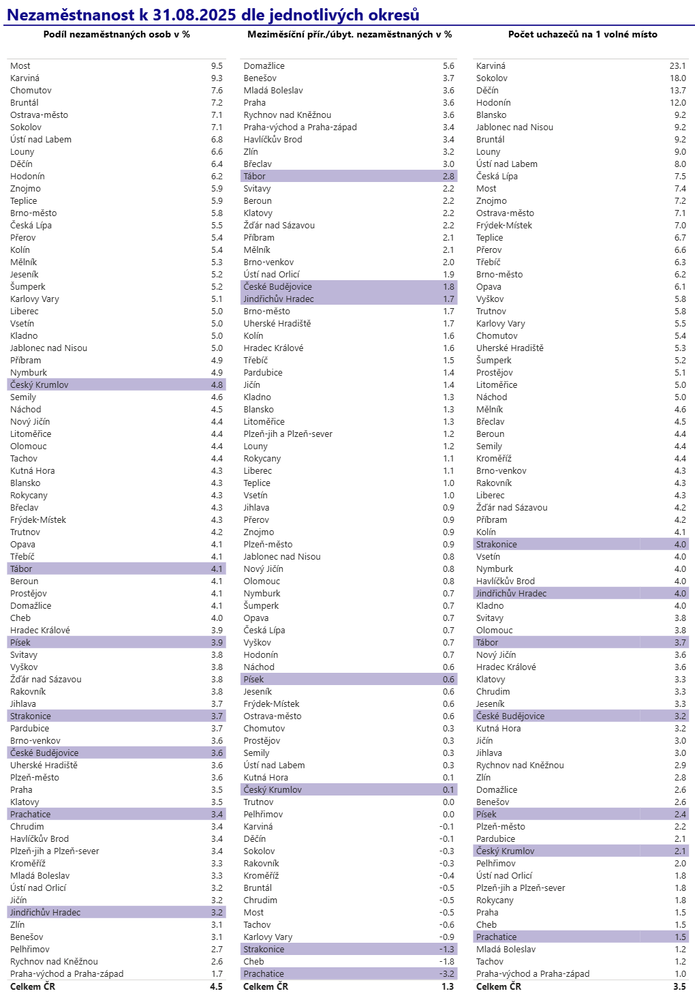 Nezaměstnanost k 31.08.2025 dle jednotlivých okresů
Podíl nezaměstnaných osob v %
Most 9.5
Karviná 9.3
Chomutov 7.6
Bruntál 7.2
Ostrava-město 7.1
Sokolov 7.1
Ústí nad Labem 6.8
Louny 6.6
Děčín 6.4
Hodonín 6.2
Znojmo 5.9
Teplice 5.9
Brno-město 5.8
Česká Lípa 5.5
Přerov 5.4
Kolín 5.4
Mělník 5.3
Jeseník 5.2
Šumperk 5.2
Karlovy Vary 5.1
Liberec 5.0
Vsetín 5.0
Kladno 5.0
Jablonec nad Nisou 5.0
Příbram 4.9
Nymburk 4.9
Český Krumlov 4.8
Semily 4.6
Náchod 4.5
Nový Jičín 4.4
Litoměřice 4.4
Olomouc 4.4
Tachov 4.4
Kutná Hora 4.3
Blansko 4.3
Rokycany 4.3
Břeclav 4.3
Frýdek-Místek 4.3
Trutnov 4.2
Opava 4.1
Třebíč 4.1
Tábor 4.1
Beroun 4.1
Prostějov 4.1
Domažlice 4.1
Cheb 4.0
Hradec Králové 3.9
Písek 3.9
Svitavy 3.8
Vyškov 3.8
Žďár nad Sázavou 3.8
Rakovník 3.8
Jihlava 3.7
Strakonice 3.7
Pardubice 3.7
Brno-venkov 3.6
České Budějovice 3.6
Uherské Hradiště 3.6
Plzeň-město 3.6
Praha 3.5
Klatovy 3.5
Prachatice 3.4
Chrudim 3.4
Havlíčkův Brod 3.4
Plzeň-jih a Plzeň-sever 3.4
Kroměříž 3.3
Mladá Boleslav 3.3
Ústí nad Orlicí 3.2
Jičín 3.2
Jindřichův Hradec 3.2
Zlín 3.1
Benešov 3.1
Pelhřimov 2.7
Rychnov nad Kněžnou 2.6
Praha-východ a Praha-západ 1.7
Celkem ČR 4.5
Meziměsíční přír./úbyt. nezaměstnaných v %
Domažlice 5.6
Benešov 3.7
Mladá Boleslav 3.6
Praha 3.6
Rychnov nad Kněžnou 3.6
Praha-východ a Praha-západ 3.4
Havlíčkův Brod 3.4
Zlín 3.2
Břeclav 3.0
Tábor 2.8
Svitavy 2.2
Beroun 2.2
Klatovy 2.2
Žďár nad Sázavou 2.2
Příbram 2.1
Mělník 2.1
Brno-venkov 2.0
Ústí nad Orlicí 1.9
České Budějovice 1.8
Jindřichův Hradec 1.7
Brno-město 1.7
Uherské Hradiště 1.7
Kolín 1.6
Hradec Králové 1.6
Třebíč 1.5
Pardubice 1.4
Jičín 1.4
Kladno 1.3
Blansko 1.3
Litoměřice 1.3
Plzeň-jih a Plzeň-sever 1.2
Louny 1.2
Rokycany 1.1
Liberec 1.1
Teplice 1.0
Vsetín 1.0
Jihlava 0.9
Přerov 0.9
Znojmo 0.9
Plzeň-město 0.9
Jablonec nad Nisou 0.8
Nový Jičín 0.8
Olomouc 0.8
Nymburk 0.7
Šumperk 0.7
Opava 0.7
Česká Lípa 0.7
Vyškov 0.7
Hodonín 0.7
Náchod 0.6
Písek 0.6
Jeseník 0.6
Frýdek-Místek 0.6
Ostrava-město 0.6
Chomutov 0.3
Prostějov 0.3
Semily 0.3
Ústí nad Labem 0.3
Kutná Hora 0.1
Český Krumlov 0.1
Trutnov 0.0
Pelhřimov 0.0
Karviná -0.1
Děčín -0.1
Sokolov -0.3
Rakovník -0.3
Kroměříž -0.4
Bruntál -0.5
Chrudim -0.5
Most -0.5
Tachov -0.6
Karlovy Vary -0.9
Strakonice -1.3
Cheb -1.8
Prachatice -3.2
Celkem ČR 1.3
Počet uchazečů na 1 volné místo
Karviná 23.1
Sokolov 18.0
Děčín 13.7
Hodonín 12.0
Blansko 9.2
Jablonec nad Nisou 9.2
Bruntál 9.2
Louny 9.0
Ústí nad Labem 8.0
Česká Lípa 7.5
Most 7.4
Znojmo 7.2
Ostrava-město 7.1
Frýdek-Místek 7.0
Teplice 6.7
Přerov 6.6
Třebíč 6.3
Brno-město 6.2
Opava 6.1
Vyškov 5.8
Trutnov 5.8
Karlovy Vary 5.5
Chomutov 5.4
Uherské Hradiště 5.3
Šumperk 5.2
Prostějov 5.1
Litoměřice 5.0
Náchod 5.0
Mělník 4.6
Břeclav 4.5
Beroun 4.4
Semily 4.4
Kroměříž 4.4
Brno-venkov 4.3
Rakovník 4.3
Liberec 4.3
Žďár nad Sázavou 4.2
Příbram 4.2
Kolín 4.1
Strakonice 4.0
Vsetín 4.0
Nymburk 4.0
Havlíčkův Brod 4.0
Jindřichův Hradec 4.0
Kladno 4.0
Svitavy 3.8
Olomouc 3.8
Tábor 3.7
Nový Jičín 3.6
Hradec Králové 3.6
Klatovy 3.3
Chrudim 3.3
Jeseník 3.3
České Budějovice 3.2
Kutná Hora 3.2
Jičín 3.0
Jihlava 3.0
Rychnov nad Kněžnou 2.9
Zlín 2.8
Domažlice 2.6
Benešov 2.6
Písek 2.4
Plzeň-město 2.2
Pardubice 2.1
Český Krumlov 2.1
Pelhřimov 2.0
Ústí nad Orlicí 1.8
Plzeň-jih a Plzeň-sever 1.8
Rokycany 1.8
Praha 1.5
Cheb 1.5
Prachatice 1.5
Mladá Boleslav 1.2
Tachov 1.2
Praha-východ a Praha-západ 1.0
Celkem ČR 3.5